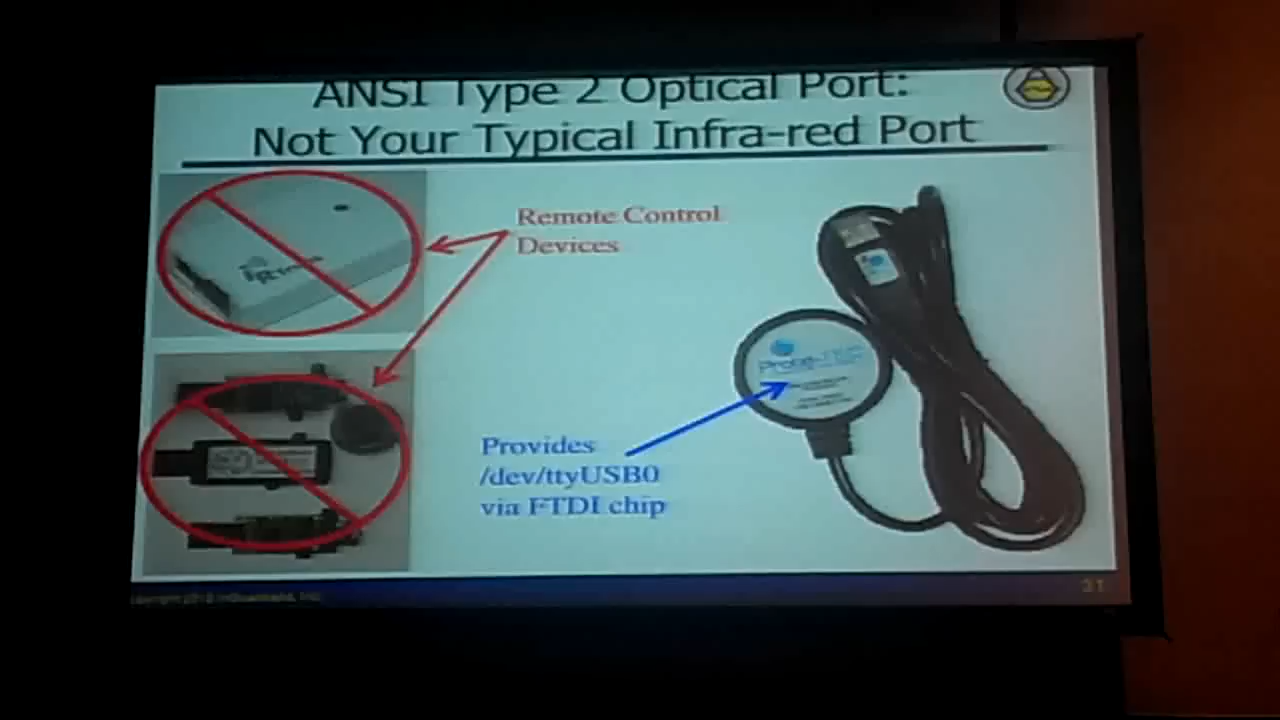 ANSI Type 2 Optical Port:
Not Your Typical Infra-red Port
Remote Control
Devices
Provides
/dev/ttyUSB0
via FTDI chip
31